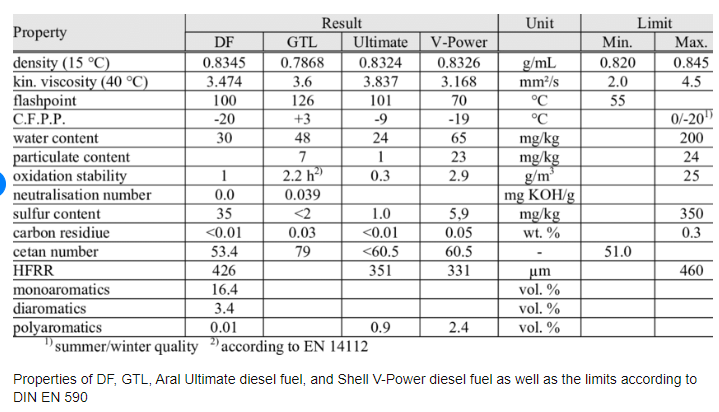 Property Result Unit Limit
DF GTL Ultimate V-Power Min. Max.
density (15 °C) 0.8345 0.7868 0.8324 0.8326 g/mL 0.820 0.845
kin. viscosity (40 °C) 3.474 3.6 3.837 3.168 mm²/s 2.0 4.5
flashpoint 100 126 101 70 °C 55
C.F.P.P. -20 +3 -9 -19 °C 0/-20¹⁾
water content 30 48 24 65 mg/kg 200
particulate content 7 1 23 mg/kg 24
oxidation stability 1 2.2 h²⁾ 0.3 2.9 g/m³ 25
neutralisation number 0.0 0.039 mg KOH/g
sulfur content 35 <2 1.0 5,9 mg/kg 350
carbon residiue <0.01 0.03 <0.01 0.05 wt. % 0.3
cetan number 53.4 79 <60.5 60.5 - 51.0
HFRR 426 351 331 µm 460
monoaromatics 16.4 vol. %
diaromatics 3.4 vol. %
polyaromatics 0.01 0.9 2.4 vol. %
¹⁾ summer/winter quality ²⁾ according to EN 14112
Properties of DF, GTL, Aral Ultimate diesel fuel, and Shell V-Power diesel fuel as well as the limits according to
DIN EN 590